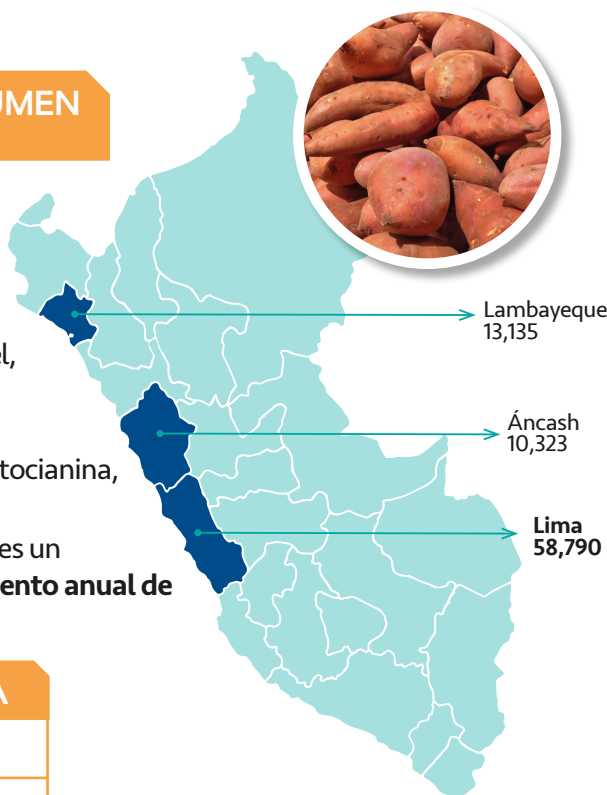 UMEN
Lambayeque
13,135
el,
Áncash
10,323
tocianina,
Lima
58,790
es un
ento anual de
A